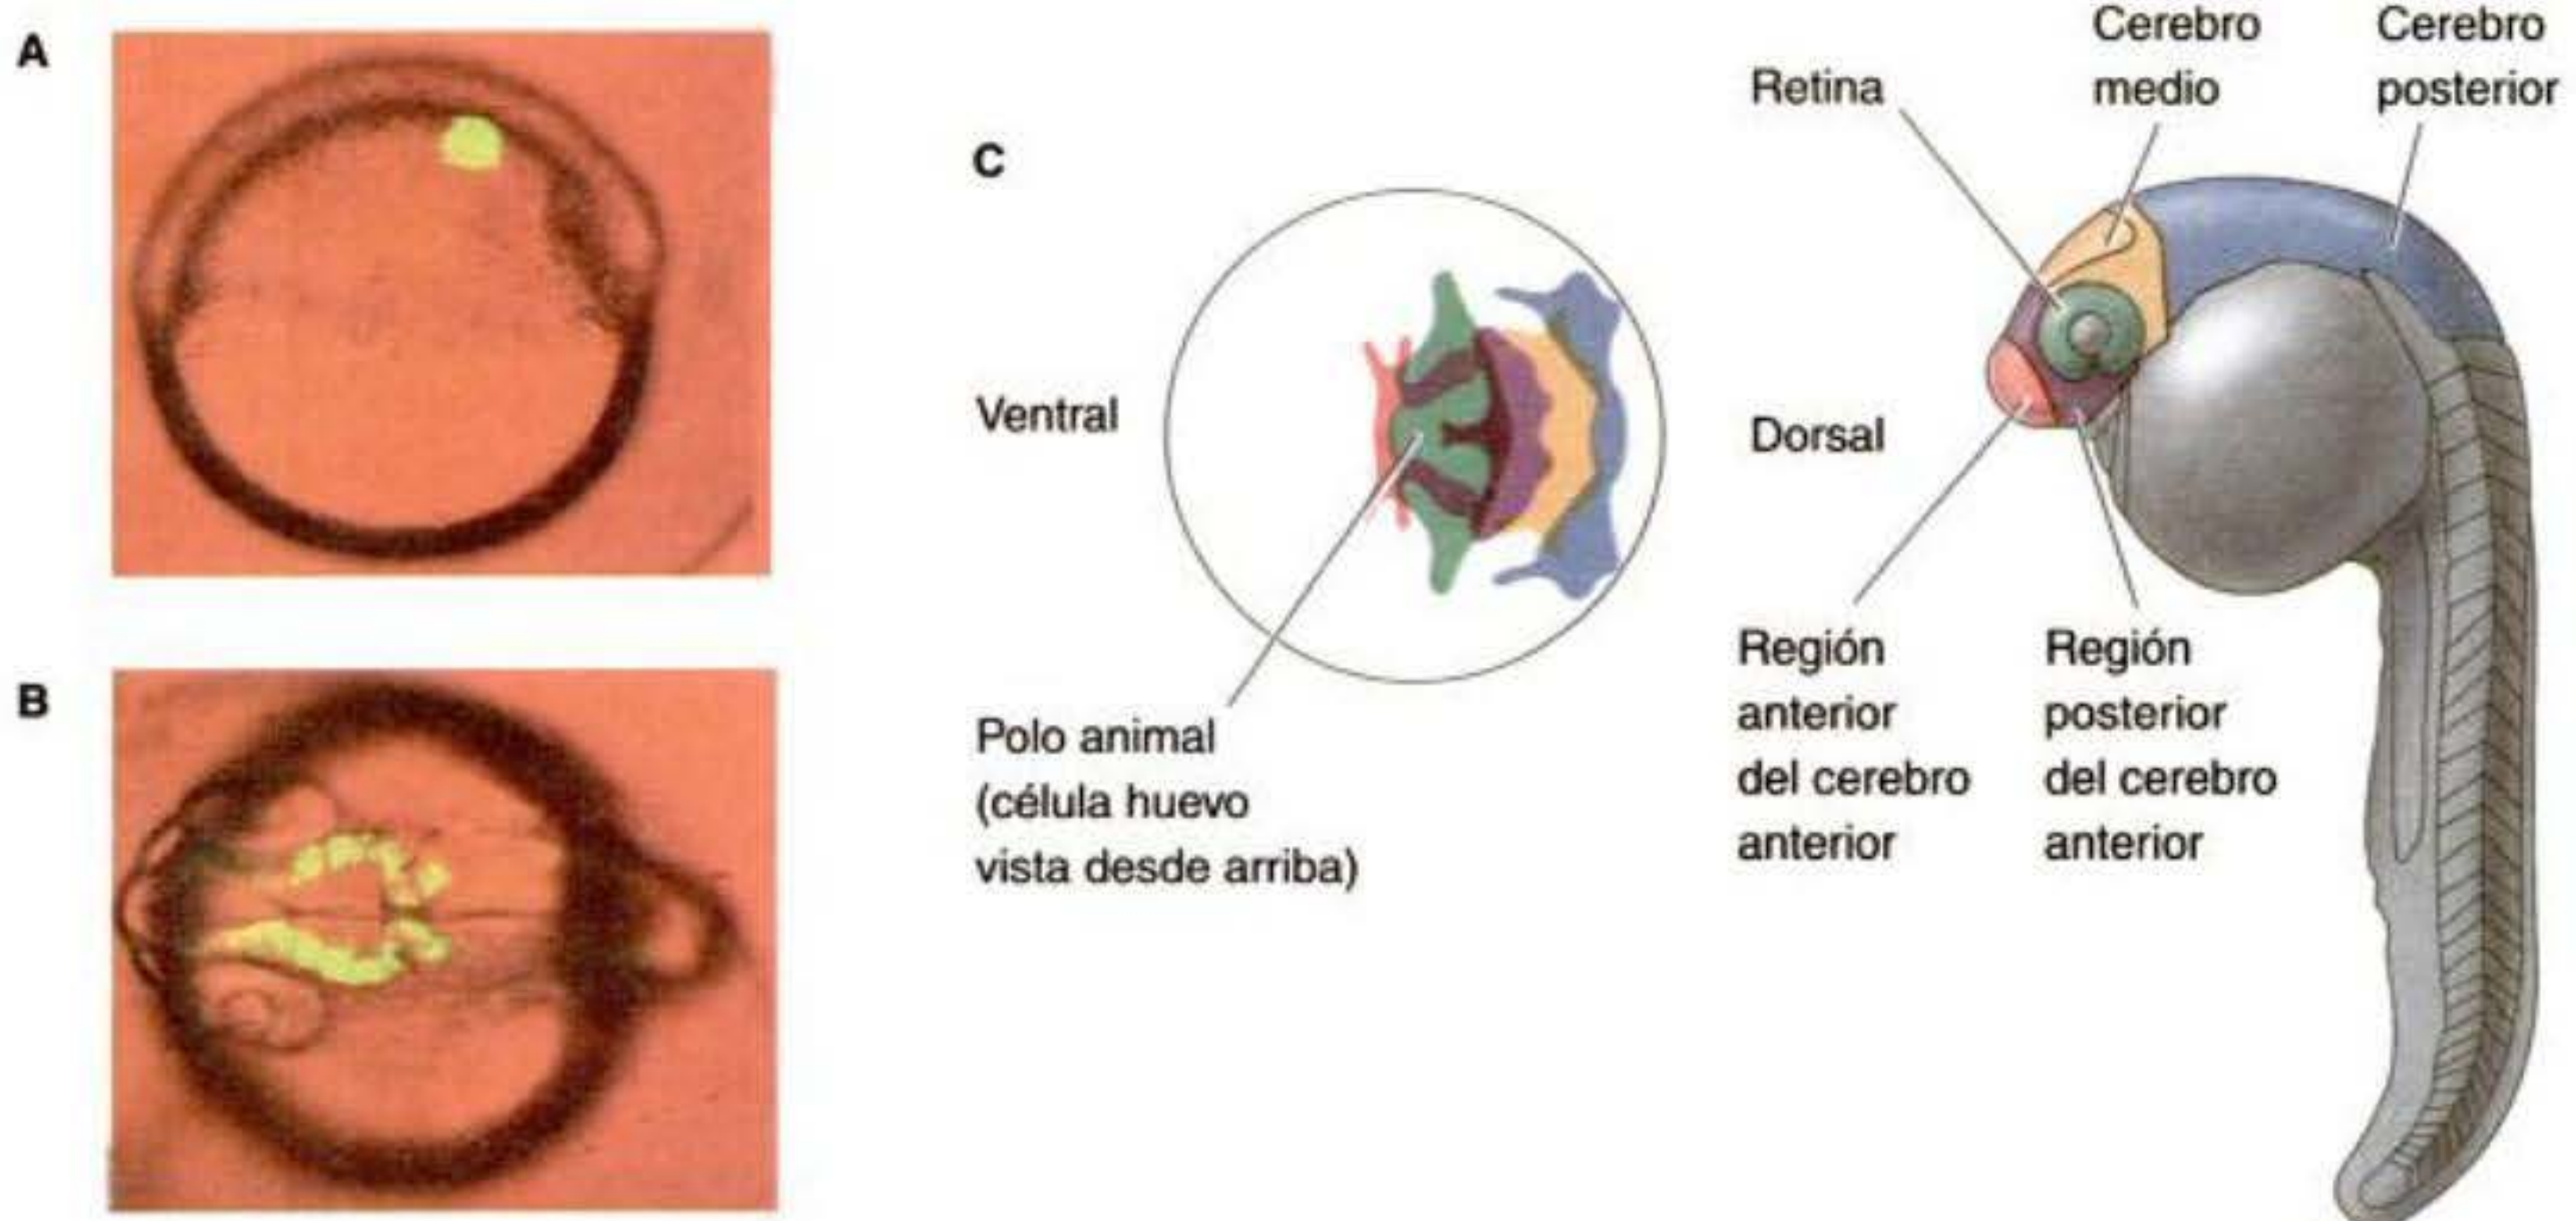 A
B
C
Ventral
Polo animal
(célula huevo
vista desde arriba)
Retina
Cerebro
medio
Cerebro
posterior
Dorsal
Región
anterior
del cerebro
anterior
Región
posterior
del cerebro
anterior